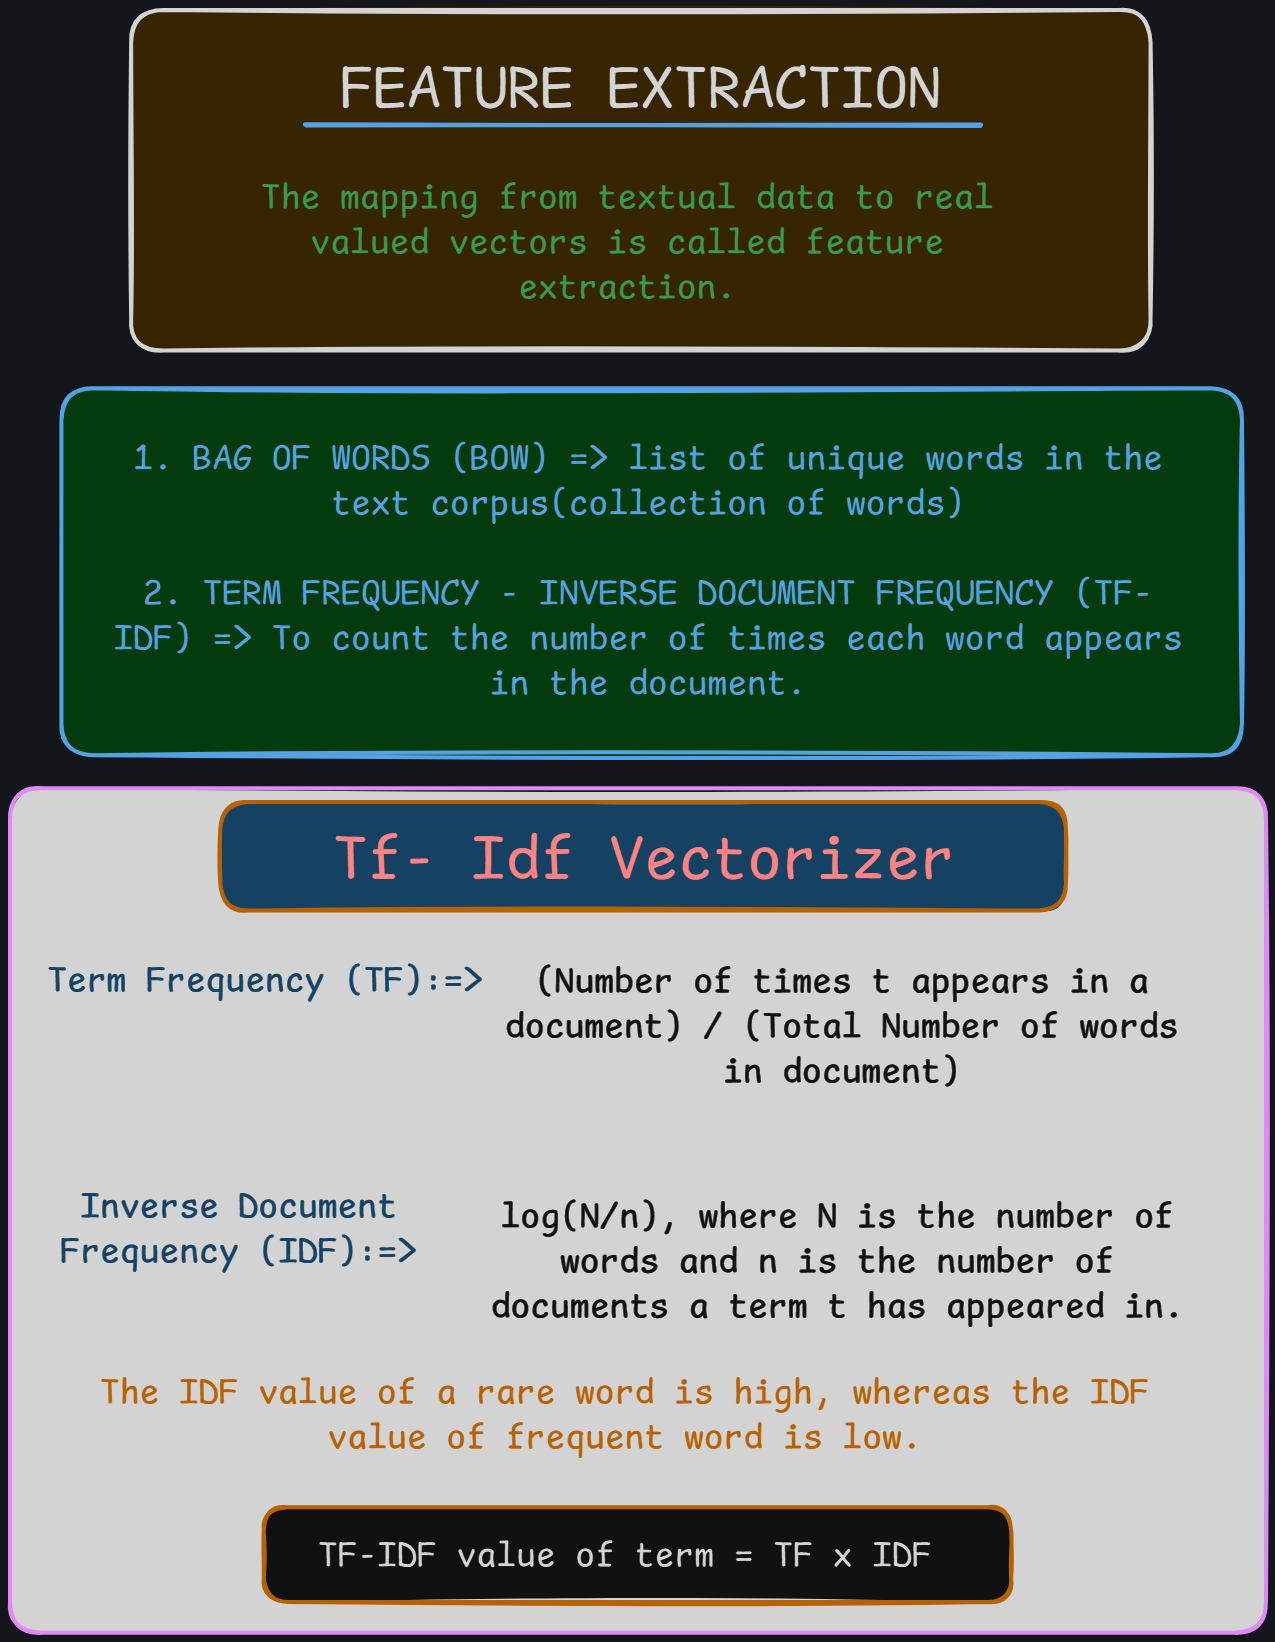 FEATURE EXTRACTION
The mapping from textual data to real
valued vectors is called feature
extraction.
1. BAG OF WORDS (BOW) => list of unique words in the
text corpus(collection of words)
2. TERM FREQUENCY - INVERSE DOCUMENT FREQUENCY (TF-
IDF) => To count the number of times each word appears
in the document.
Tf- Idf Vectorizer
Term Frequency (TF):=>
(Number of times t appears in a
document) / (Total Number of words
in document)
Inverse Document
Frequency (IDF):=>
log(N/n), where N is the number of
words and n is the number of
documents a term t has appeared in.
The IDF value of a rare word is high, whereas the IDF
value of frequent word is low.
TF-IDF value of term = TF x IDF